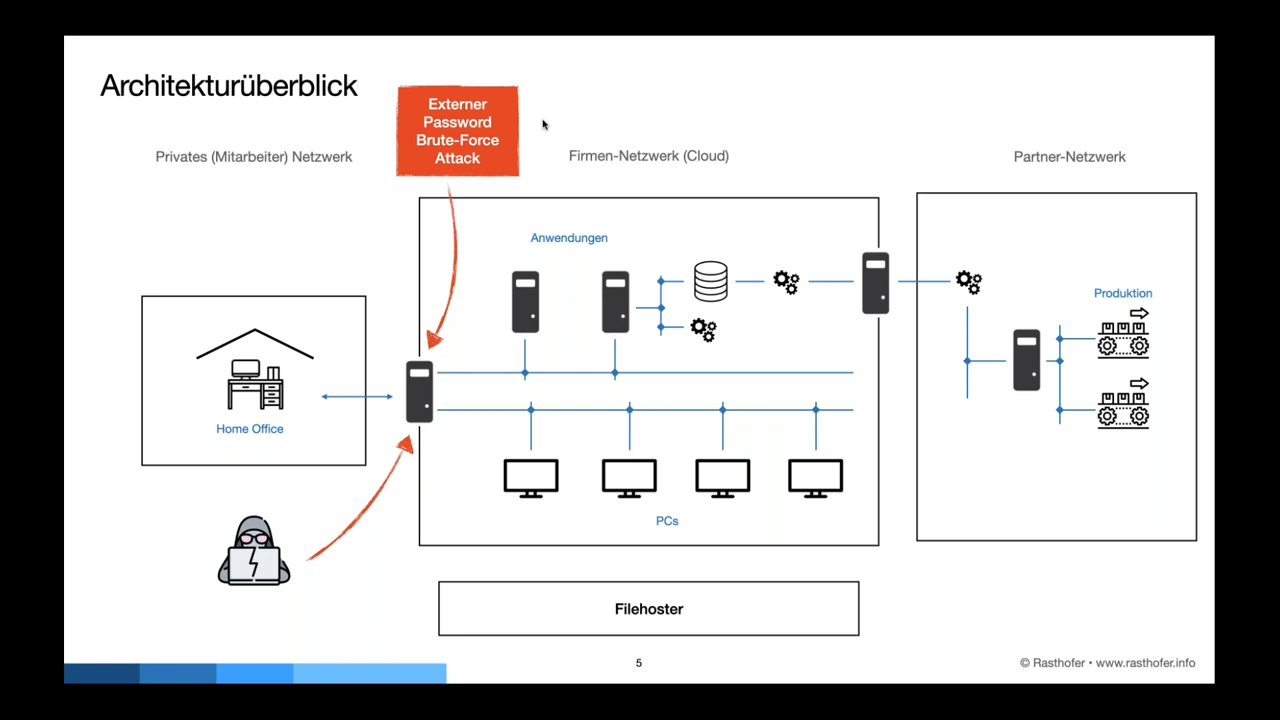 Architekturüberblick
Externer
Password
Brute-Force
Attack
Privates (Mitarbeiter) Netzwerk
Firmen-Netzwerk (Cloud)
Partner-Netzwerk
Anwendungen
Produktion
Home Office
PCs
Filehoster
5
© Rasthofer • www.rasthofer.info